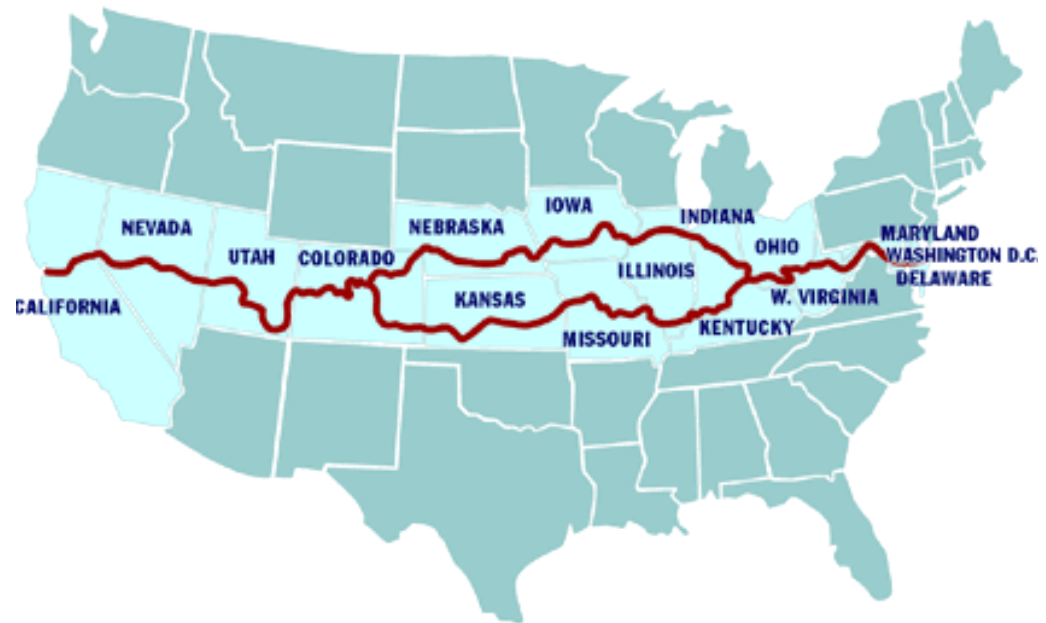 IOWA
INDIANA
NEVADA
NEBRASKA
MARYLAND
OHIO
WASHINGTON D.C.
UTAH
COLORADO
ILLINOIS
DELAWARE
KANSAS
W. VIRGINIA
CALIFORNIA
KENTUCKY
MISSOURI